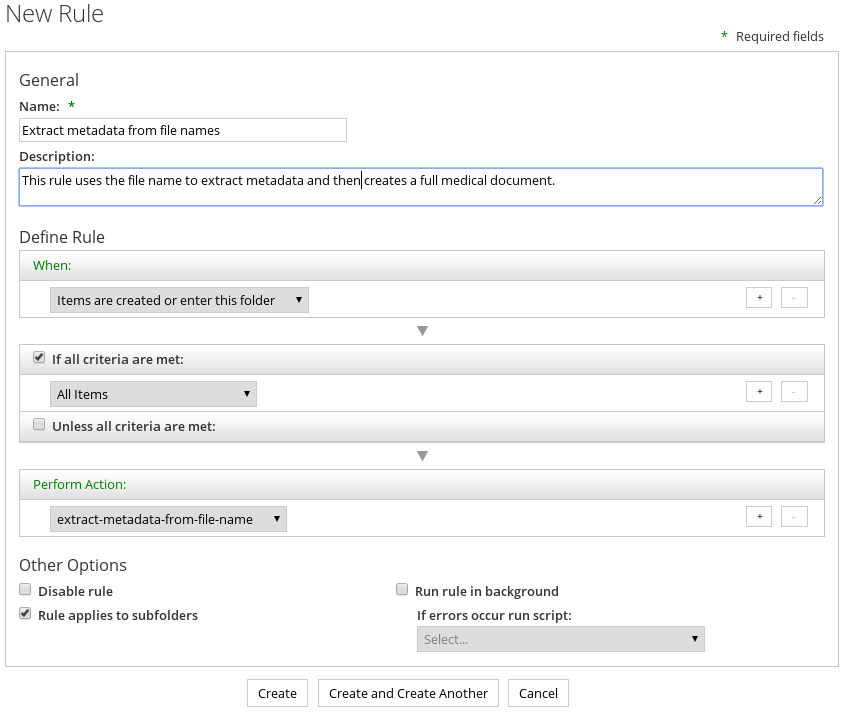 New Rule
* Required fields
General
Name: *
Extract metadata from file names
Description:
This rule uses the file name to extract metadata and then creates a full medical document.
Define Rule
When:
Items are created or enter this folder
+ -
If all criteria are met:
All Items
+ -
Unless all criteria are met:
Perform Action:
extract-metadata-from-file-name
+ -
Other Options
Disable rule
Run rule in background
Rule applies to subfolders
If errors occur run script:
Select...
Create
Create and Create Another
Cancel